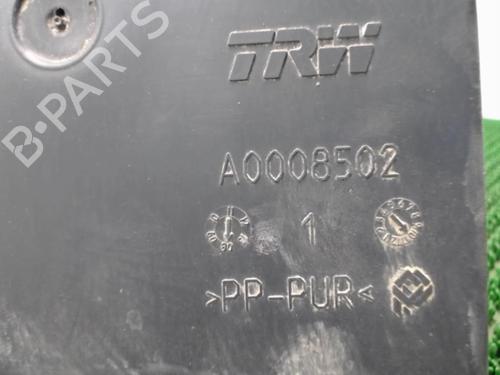 B-PARTS
TRW
A0008502
1
>PP-PUR<